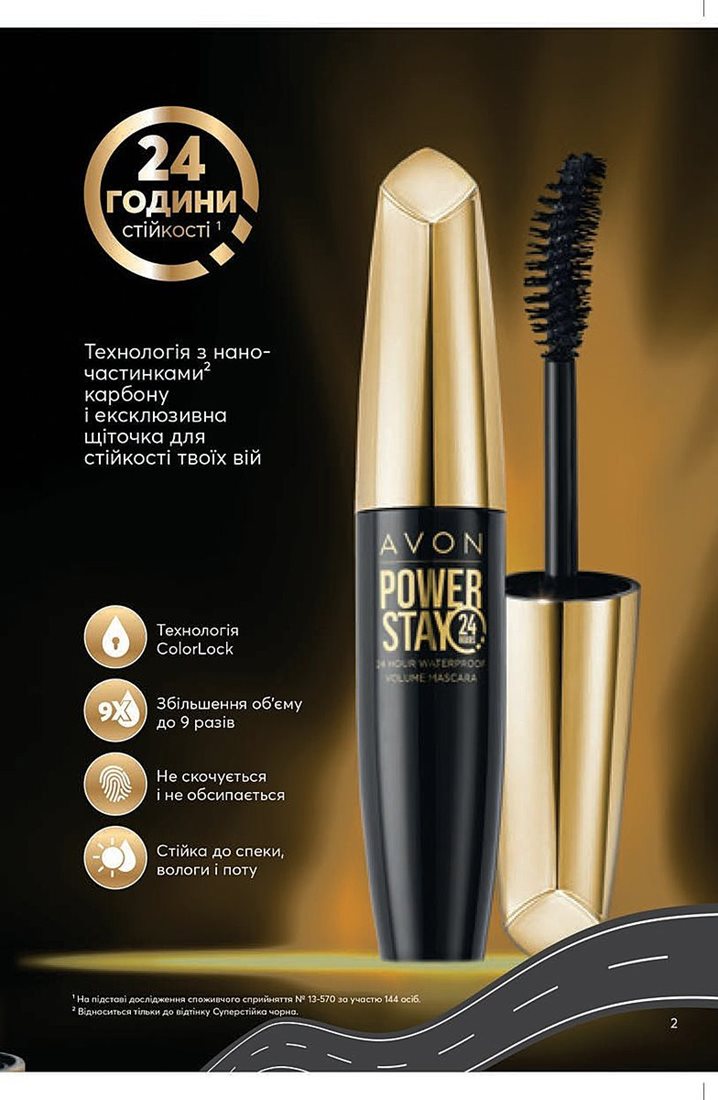 24
ГОДИНИ
стійкості ¹
Технологія з нано-
частинками²
карбону
і ексклюзивна
щіточка для
стійкості твоїх вій
AVON
POWER
STAY 24
HOURS
24 HOUR WATERPROOF
VOLUME MASCARA
Технологія
ColorLock
9X
Збільшення об’єму
до 9 разів
Не скочується
і не обсипається
Стійка до спеки,
вологи і поту
¹ На підставі дослідження споживчого сприйняття № 13-570 за участю 144 осіб.
² Відноситься тільки до відтінку Суперстійка чорна.
2